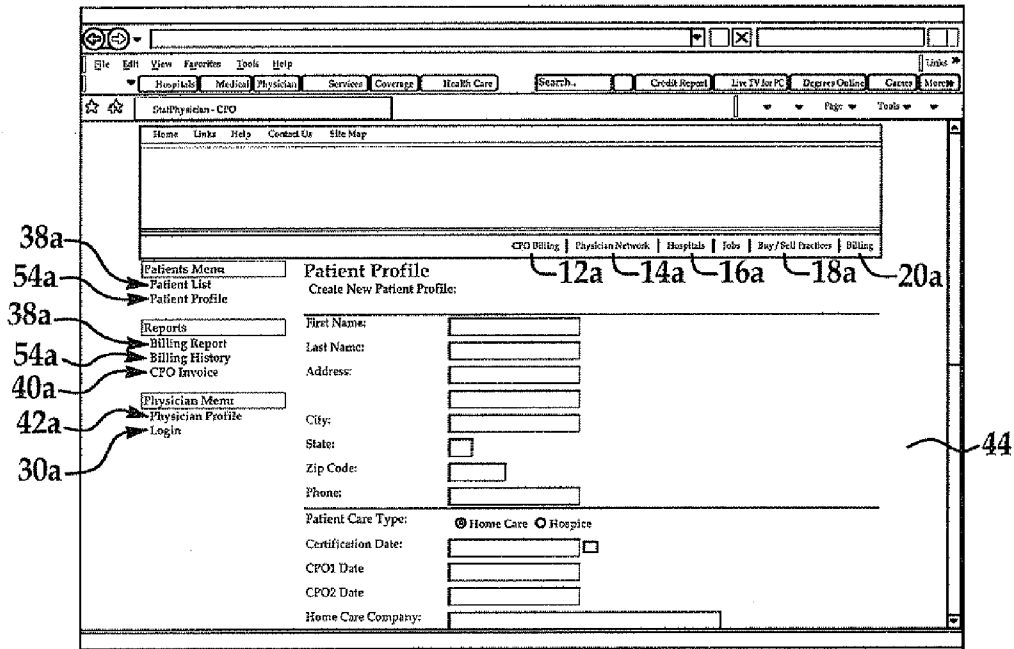 File Edit View Favorites Tools Help Links »
Hospitals Medical Physician Services Coverage Health Care Search.. Credit Report Live TV for PC Degrees Online Games More»
StatPhysician - CPO Page Tools
Home Links Help Contact Us Site Map
CPO Billing | Physician Network | Hospitals | Jobs | Buy/Sell Practices | Billing
12a 14a 16a 18a 20a
38a
54a
38a
54a
40a
42a
30a
Patients Menu
Patient List
Patient Profile
Reports
Billing Report
Billing History
CPO Invoice
Physician Menu
Physician Profile
Login
Patient Profile
Create New Patient Profile:
First Name:
Last Name:
Address:
City:
State:
Zip Code:
Phone:
Patient Care Type: Home Care Hospice
Certification Date:
CPO1 Date
CPO2 Date
Home Care Company:
44